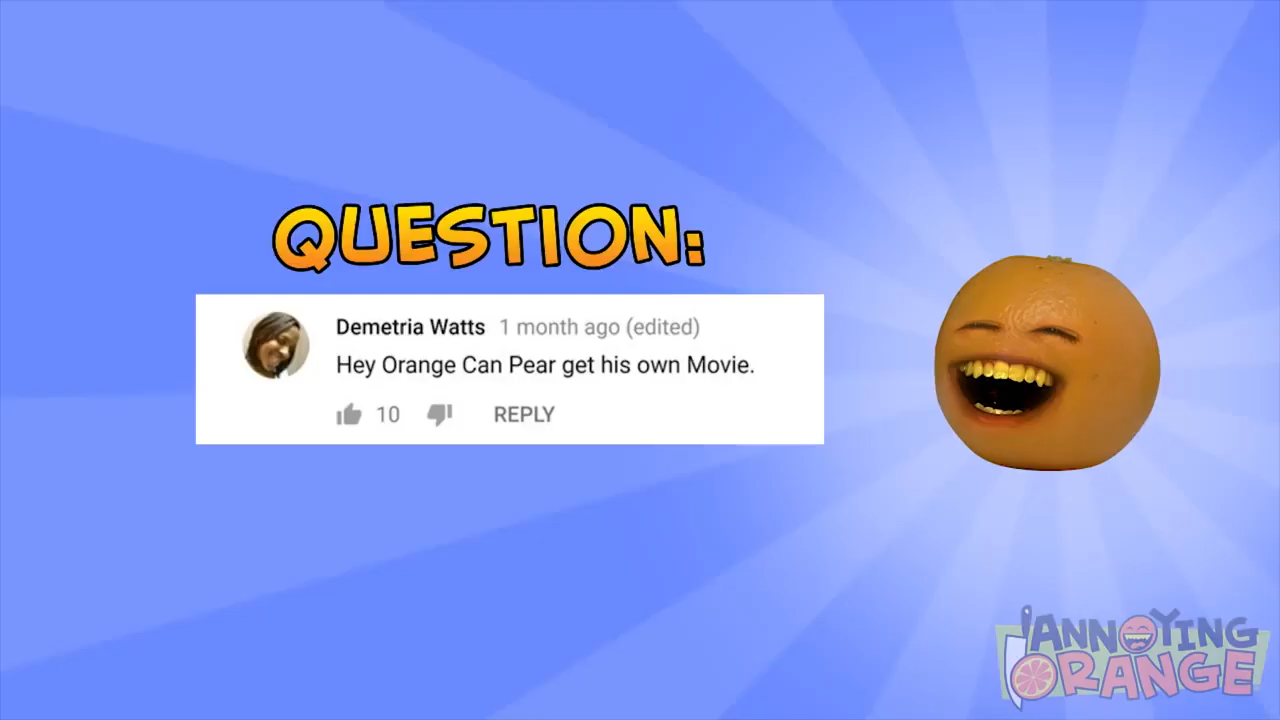 QUESTION:
Demetria Watts 1 month ago (edited)
Hey Orange Can Pear get his own Movie.
10 REPLY
ANNOYING
ORANGE